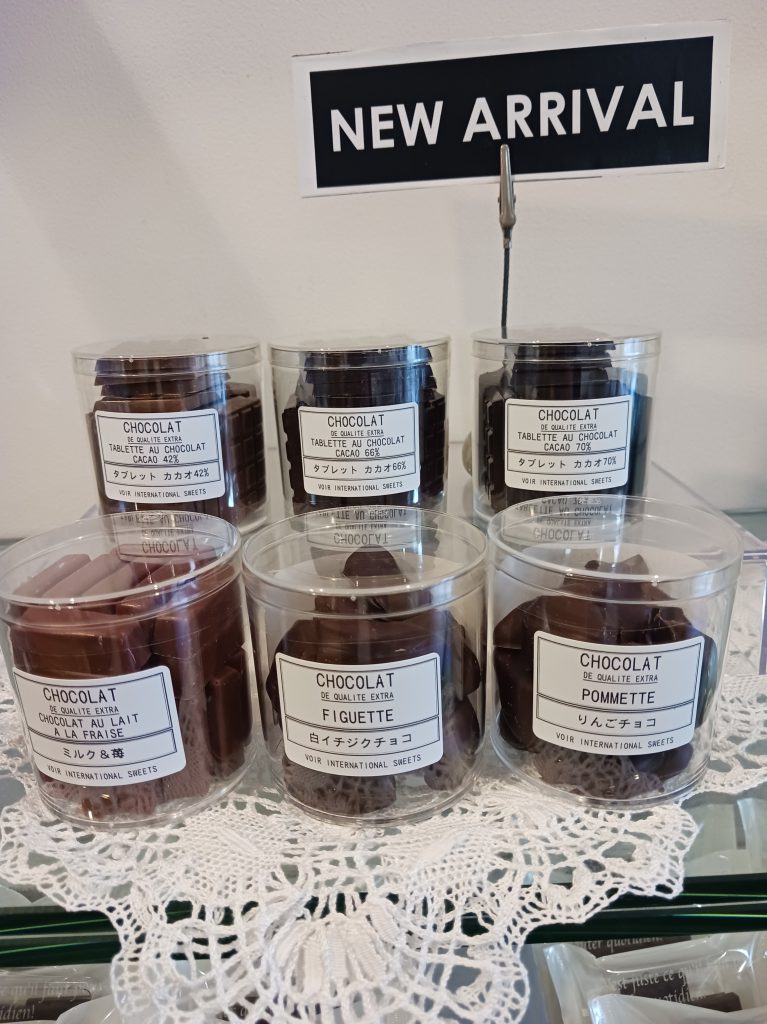 NEW ARRIVAL
CHOCOLAT
DE QUALITE EXTRA
TABLETTE AU CHOCOLAT
CACAO 42%
タブレット カカオ42%
VOIR INTERNATIONAL SWEETS
CHOCOLAT
DE QUALITE EXTRA
TABLETTE AU CHOCOLAT
CACAO 66%
タブレット カカオ66%
VOIR INTERNATIONAL SWEETS
CHOCOLAT
DE QUALITE EXTRA
TABLETTE AU CHOCOLAT
CACAO 70%
タブレット カカオ70%
VOIR INTERNATIONAL SWEETS
CHOCOLAT
DE QUALITE EXTRA
CHOCOLAT AU LAIT
A LA FRAISE
ミルク&苺
VOIR INTERNATIONAL SWEETS
CHOCOLAT
DE QUALITE EXTRA
FIGUETTE
白イチジクチョコ
VOIR INTERNATIONAL SWEETS
CHOCOLAT
DE QUALITE EXTRA
POMMETTE
りんごチョコ
VOIR INTERNATIONAL SWEETS
quotidien!
juste ce